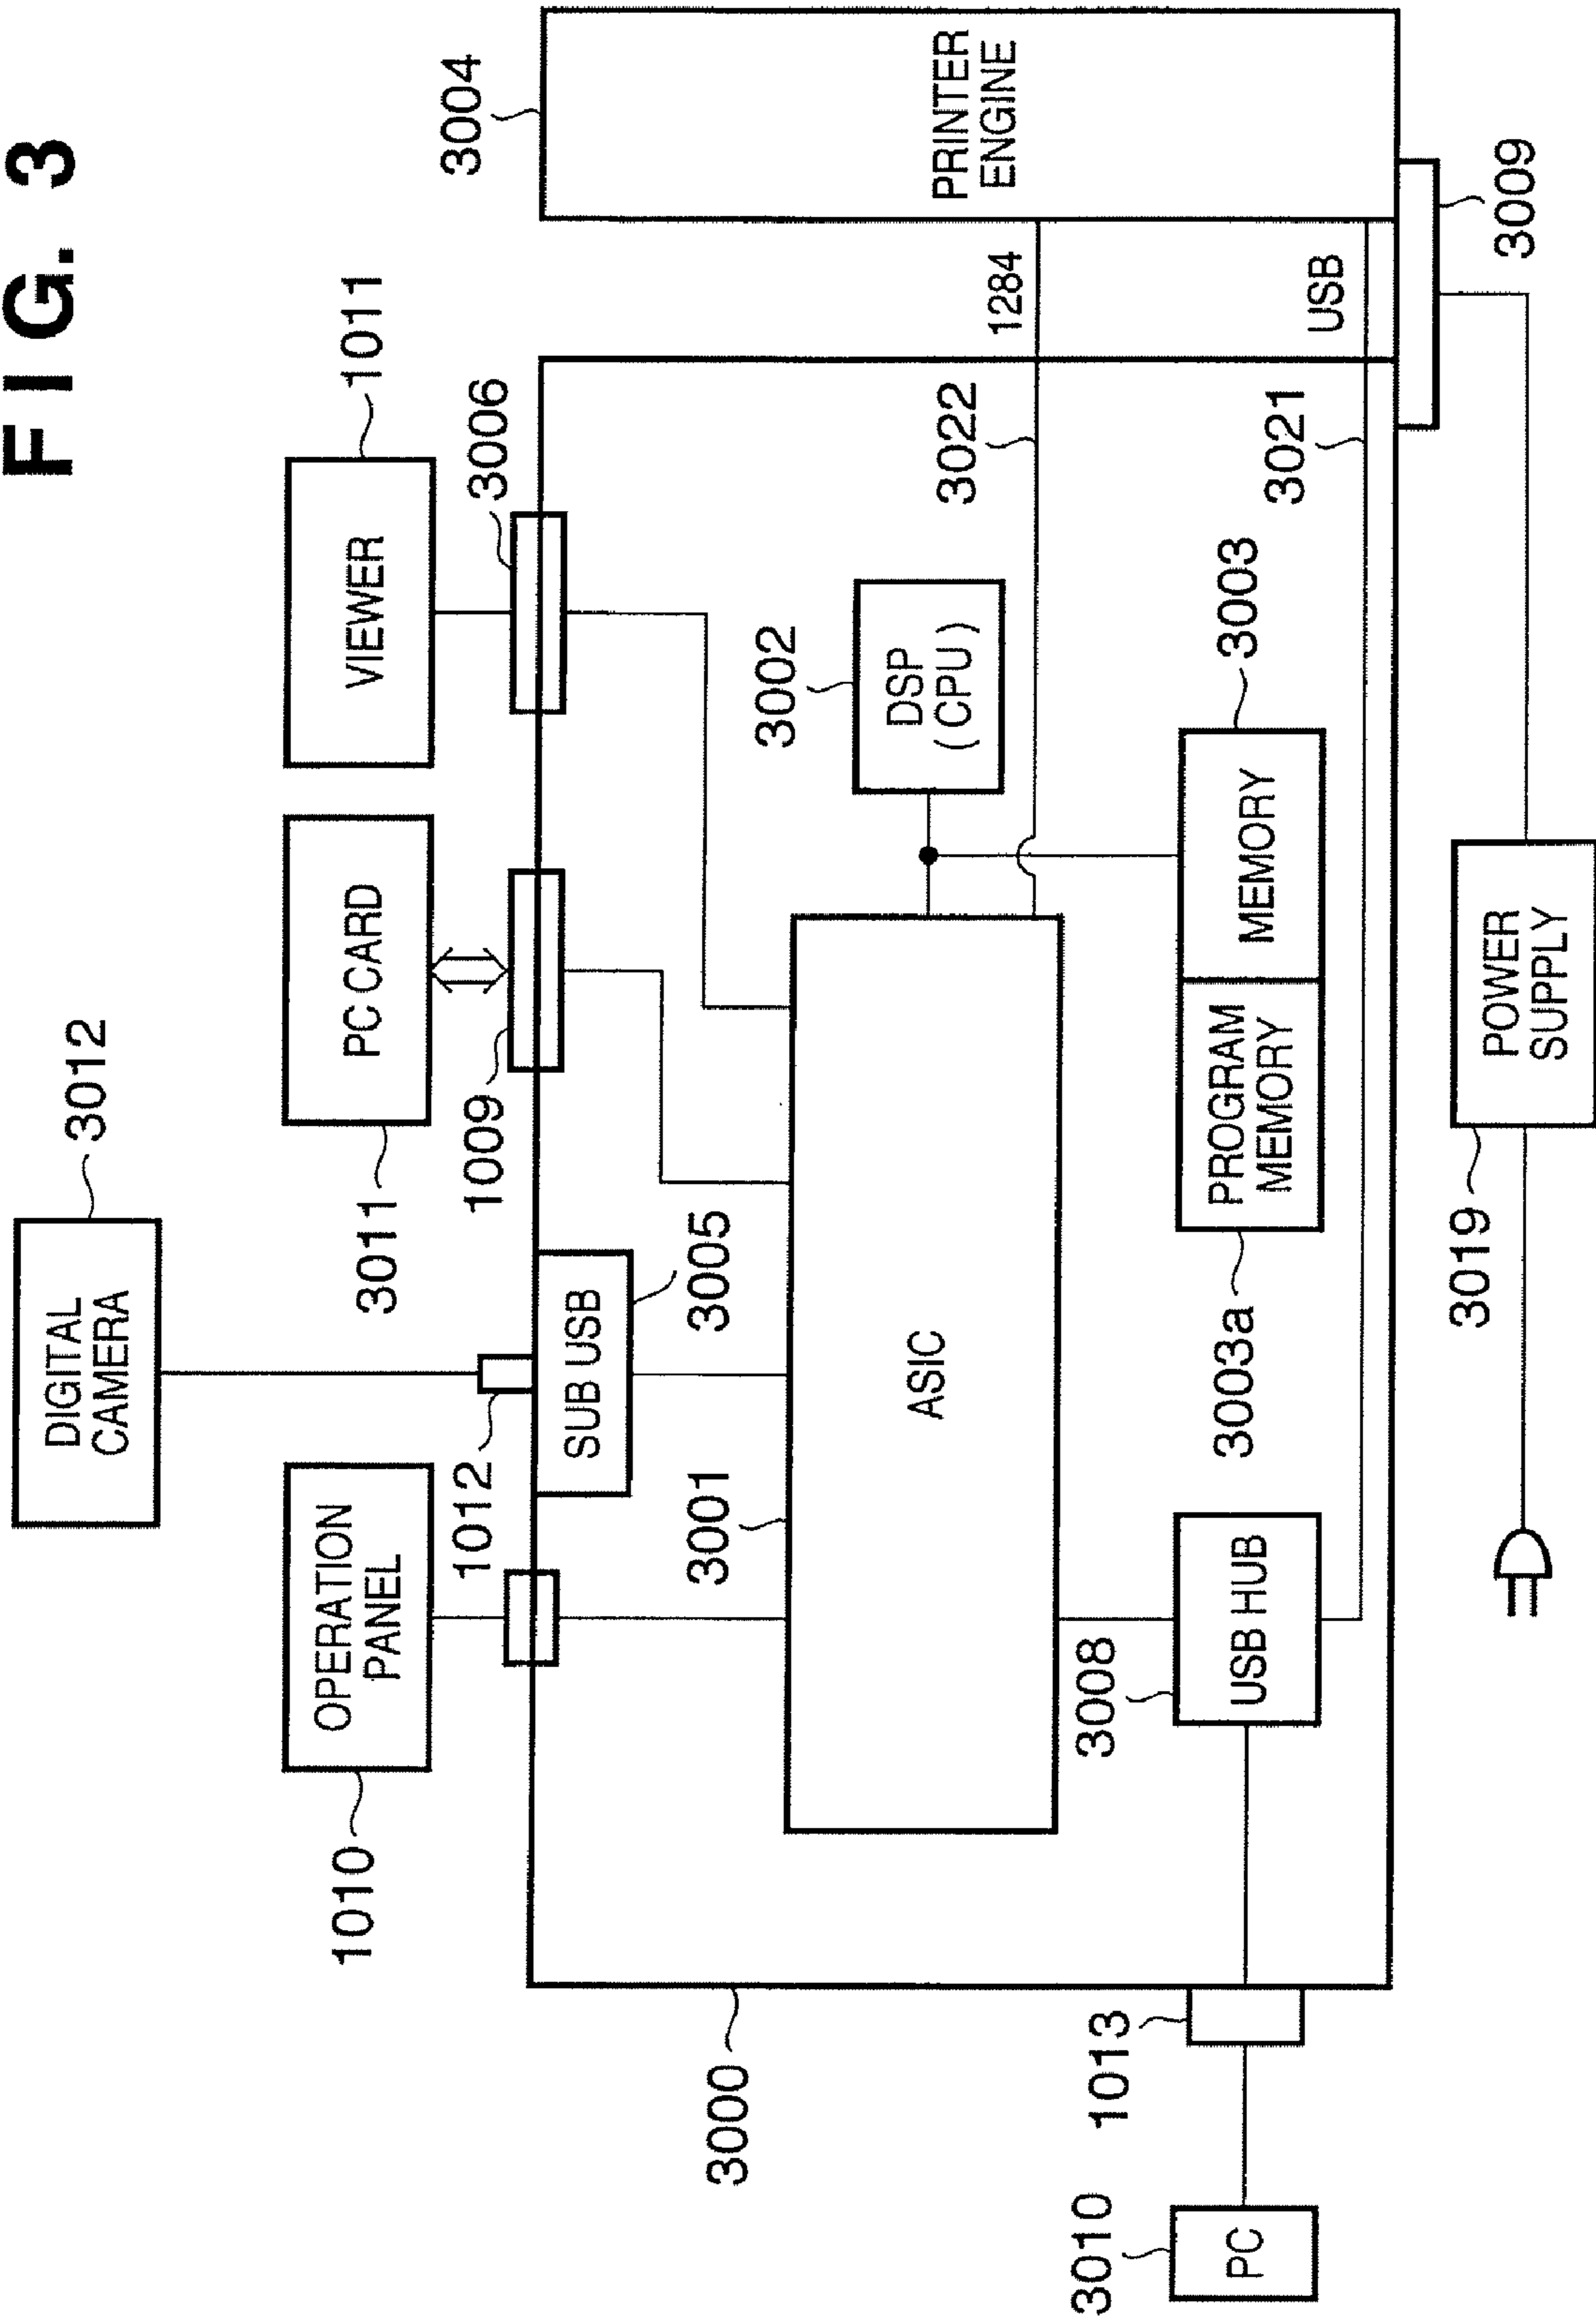 FIG. 3
3012
DIGITAL
CAMERA
1010
OPERATION
PANEL
3011
PC CARD
VIEWER
1011
1012
1009
3006
3004
SUB USB
3005
3000
3001
ASIC
3002
DSP
(CPU)
3022
1284
PRINTER
ENGINE
3010
PC
1013
3008
USB HUB
3003a
PROGRAM
MEMORY
MEMORY
3003
3021
USB
3019
POWER
SUPPLY
3009